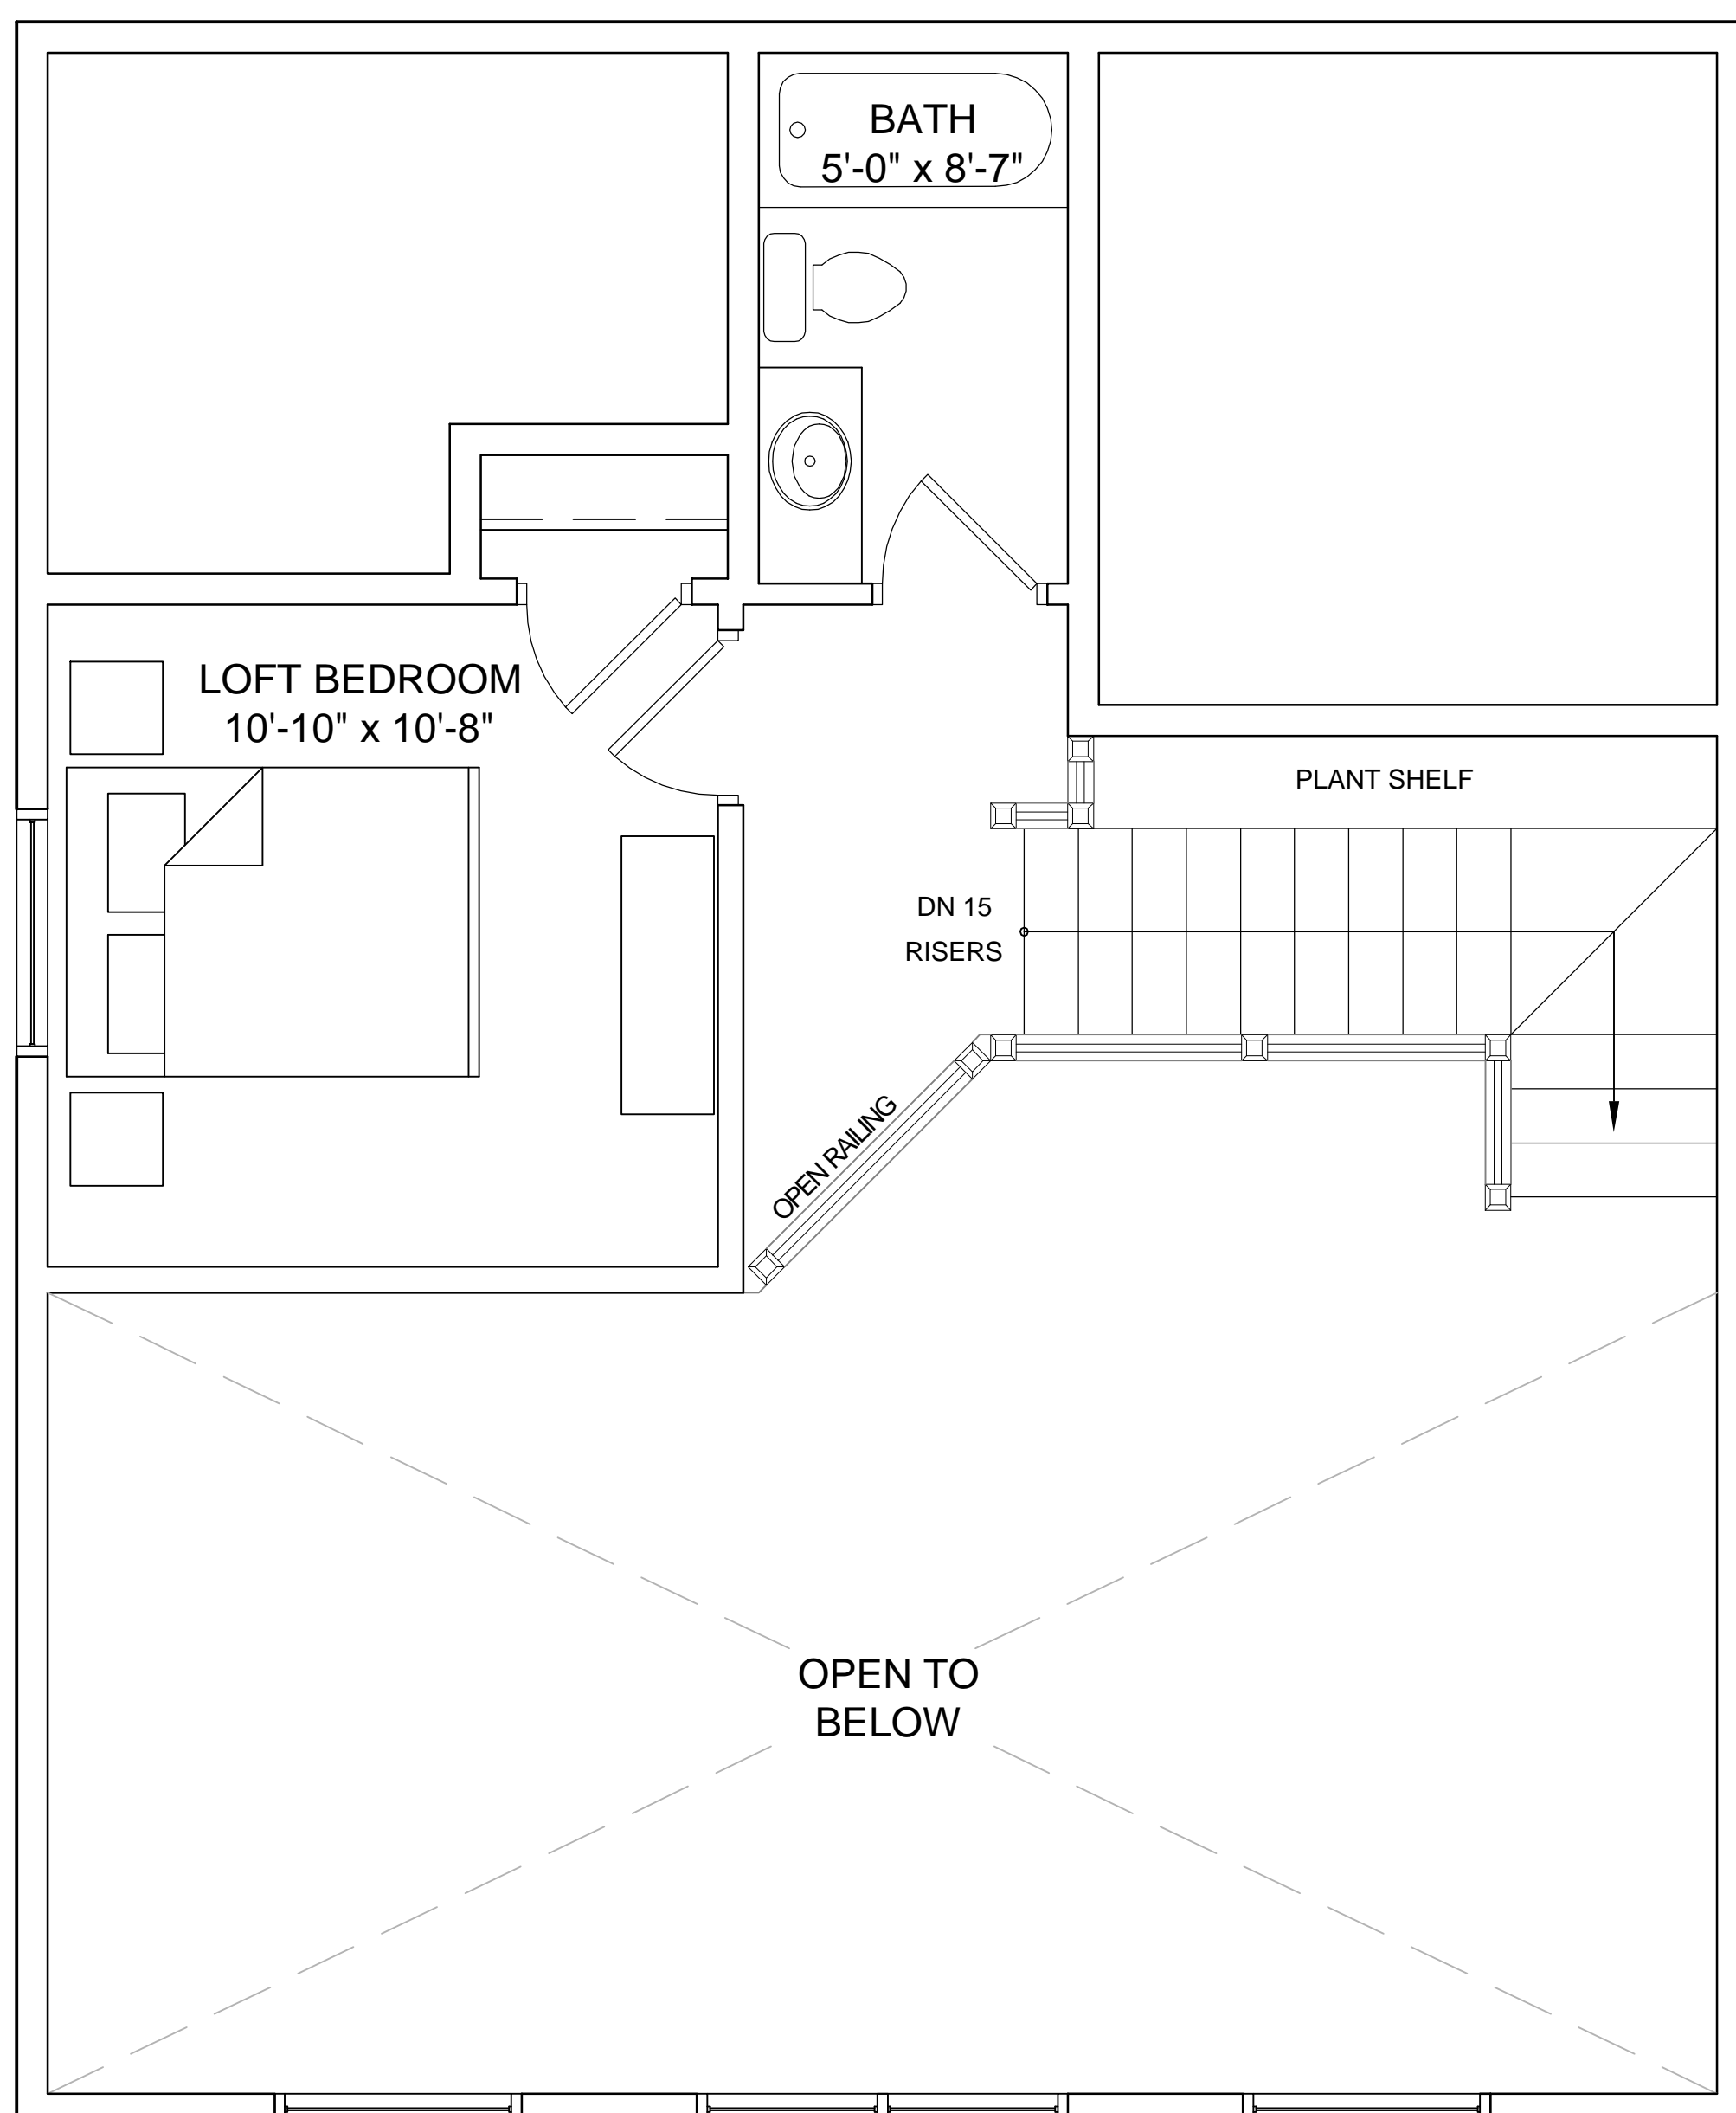 BATH
5'-0" x 8'-7"
LOFT BEDROOM
10'-10" x 10'-8"
PLANT SHELF
DN 15
RISERS
OPEN RAILING
OPEN TO
BELOW